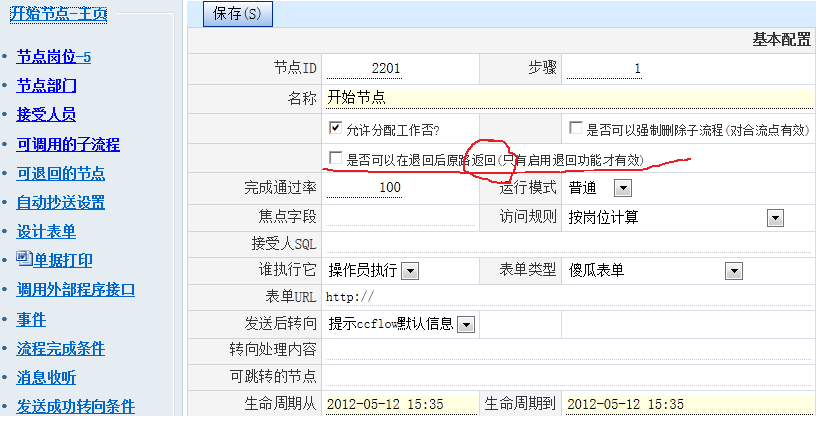 开始节点-主页
节点岗位-5
节点部门
接受人员
可调用的子流程
可退回的节点
自动抄送设置
设计表单
单据打印
调用外部程序接口
事件
流程完成条件
消息收听
发送成功转向条件
保存(S)
基本配置
节点ID 2201 步骤 1
名称 开始节点
允许分配工作否? 是否可以强制删除子流程(对合流点有效)
是否可以在退回后原路返回(只有启用退回功能才有效)
完成通过率 100 运行模式 普通
焦点字段 访问规则 按岗位计算
接受人SQL
谁执行它 操作员执行 表单类型 傻瓜表单
表单URL http://
发送后转向 提示ccflow默认信息
转向处理内容
可跳转的节点
生命周期从 2012-05-12 15:35 生命周期到 2012-05-12 15:35